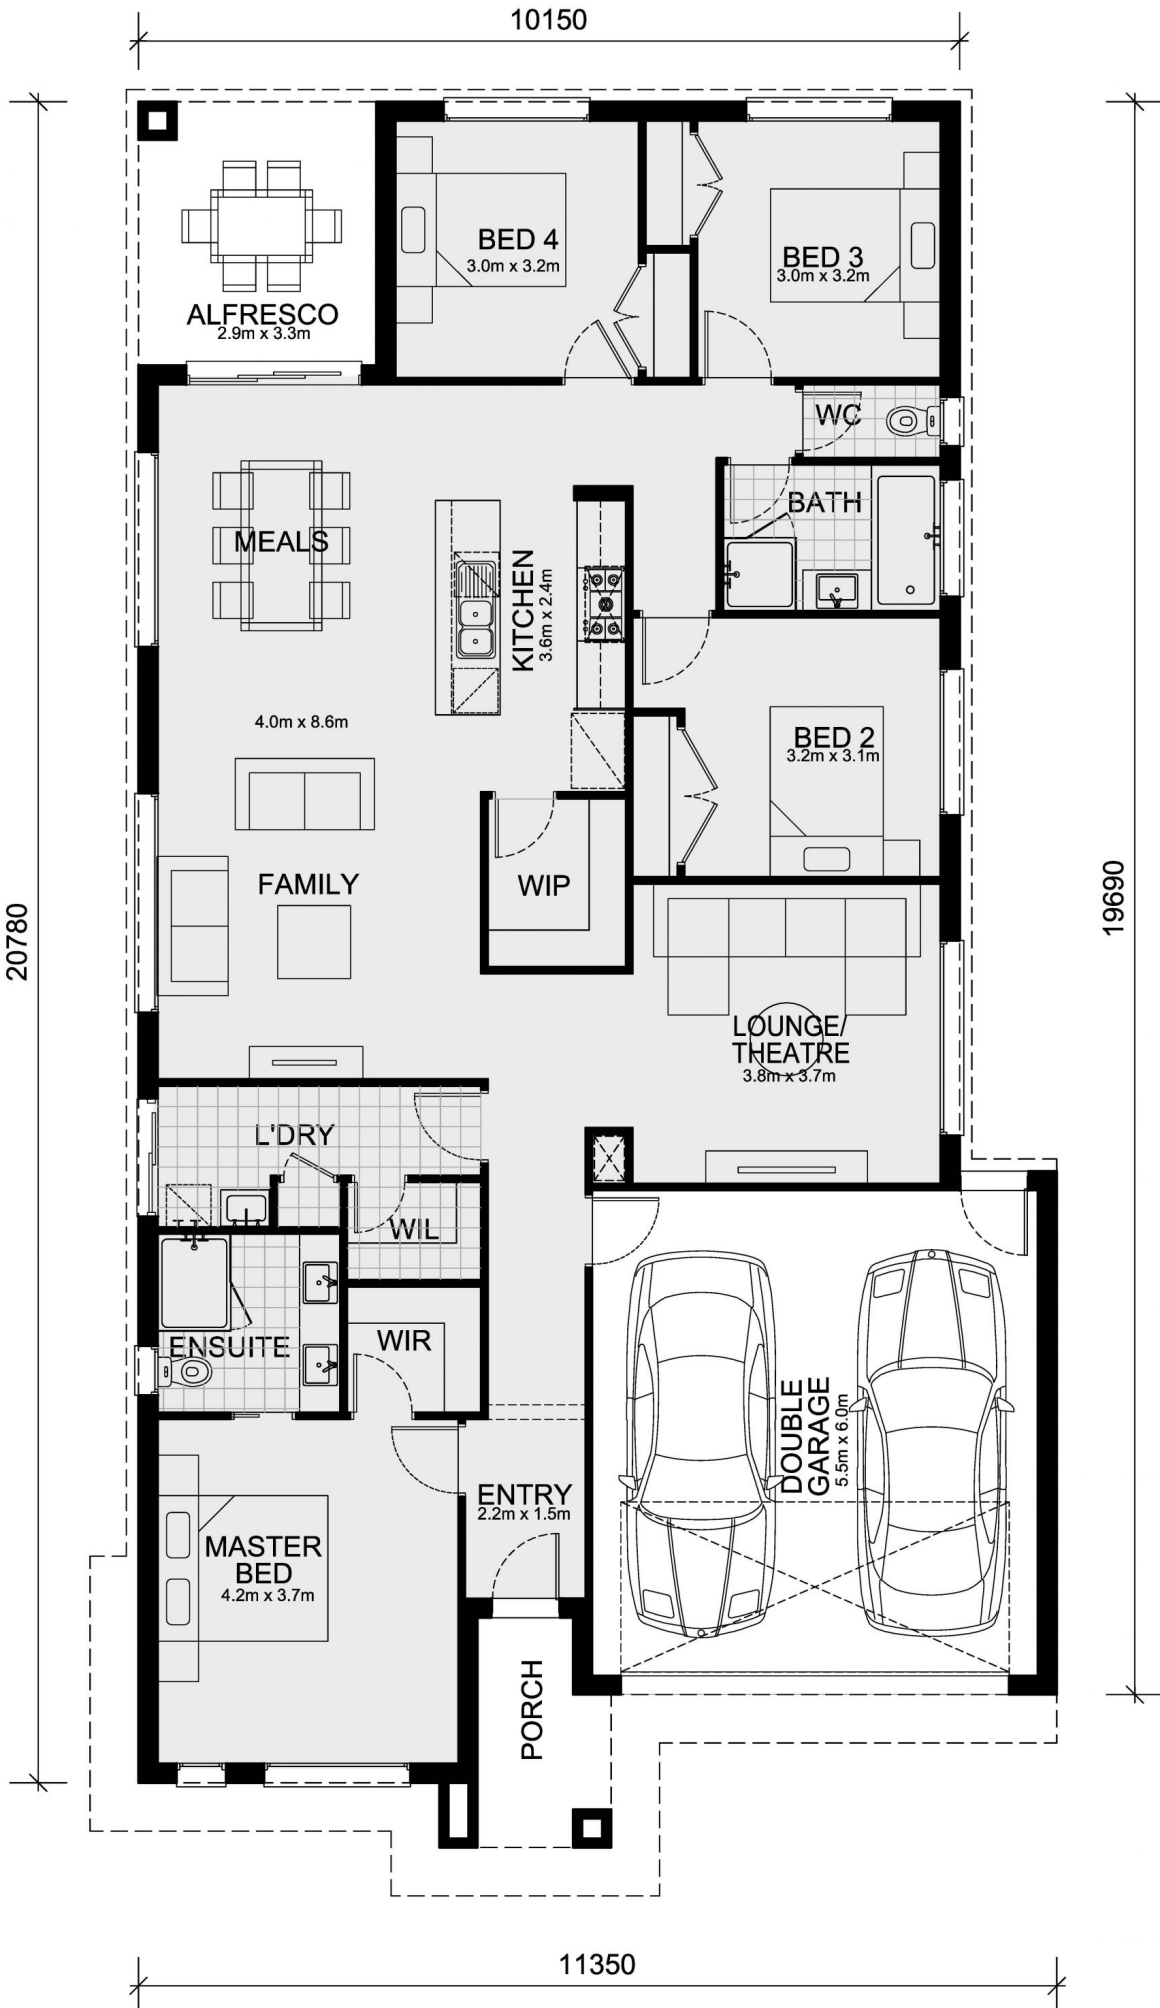 10150
BED 4
3.0m x 3.2m
BED 3
3.0m x 3.2m
ALFRESCO
2.9m x 3.3m
WC
BATH
MEALS
KITCHEN
3.6m x 2.4m
4.0m x 8.6m
BED 2
3.2m x 3.1m
FAMILY
WIP
20780
19690
LOUNGE/
THEATRE
3.8m x 3.7m
L'DRY
WIL
ENSUITE
WIR
DOUBLE
GARAGE
5.5m x 6.0m
ENTRY
2.2m x 1.5m
MASTER
BED
4.2m x 3.7m
PORCH
11350